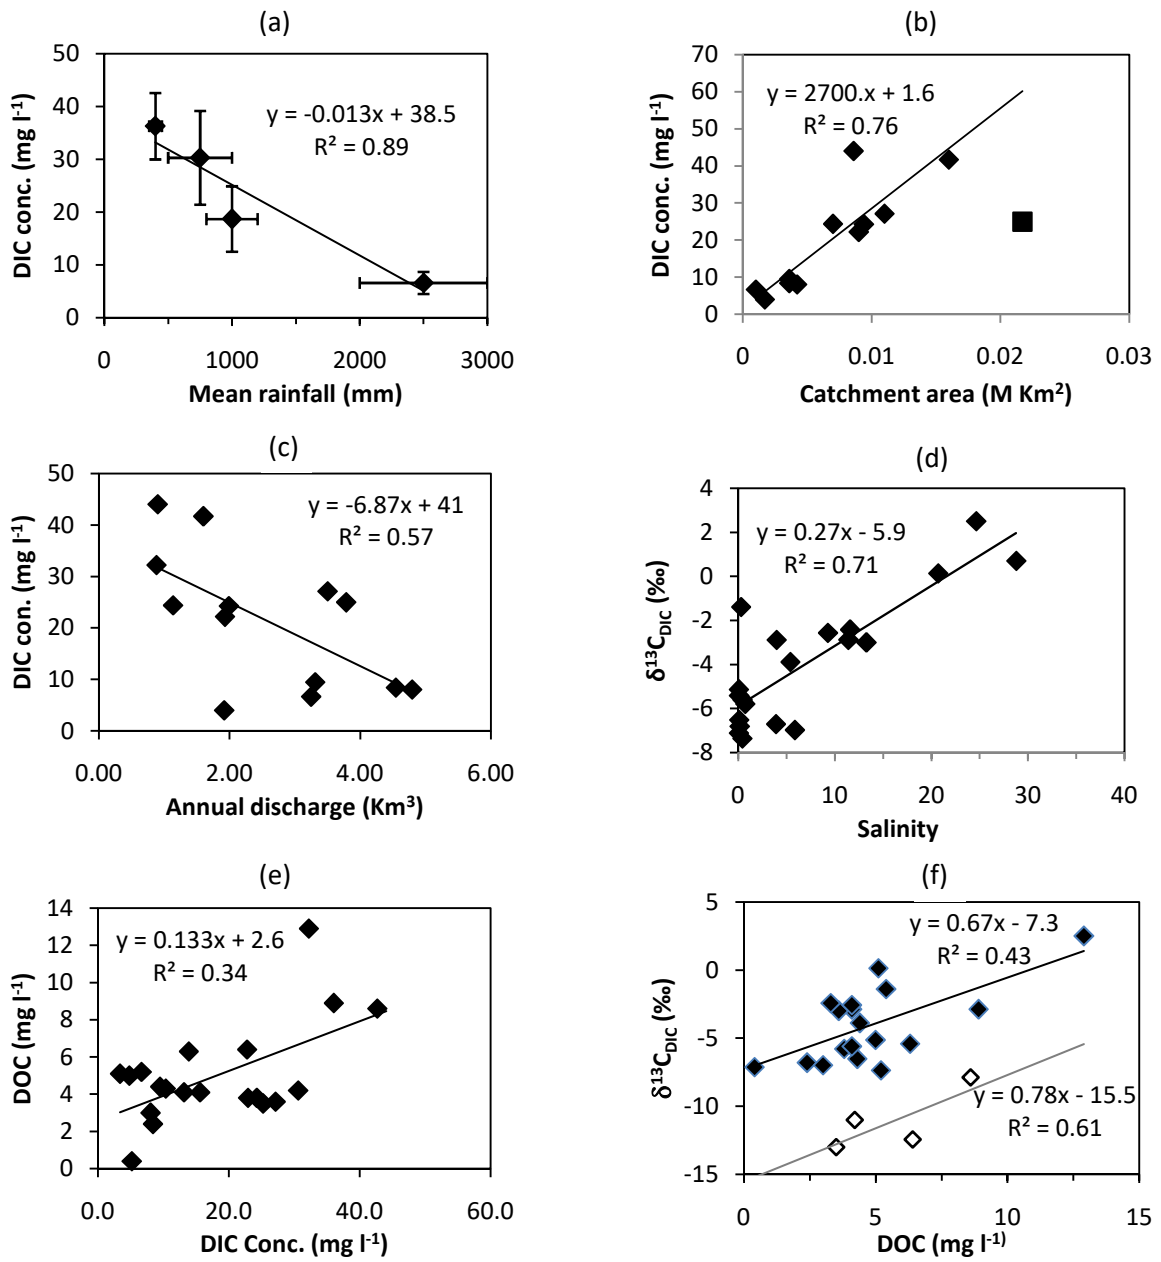 (a)
50
40
30
20
10
0
DIC conc. (mg l-1)
y = -0.013x + 38.5
R² = 0.89
0 1000 2000 3000
Mean rainfall (mm)
(b)
70
60
50
40
30
20
10
0
DIC conc. (mg l-1)
y = 2700.x + 1.6
R² = 0.76
0 0.01 0.02 0.03
Catchment area (M Km²)
(c)
50
40
30
20
10
0
DIC con. (mg l-1)
y = -6.87x + 41
R² = 0.57
0.00 2.00 4.00 6.00
Annual discharge (Km³)
(d)
4
2
0
-2
-4
-6
-8
δ13CDIC (‰)
y = 0.27x - 5.9
R² = 0.71
0 10 20 30 40
Salinity
(e)
14
12
10
8
6
4
2
0
DOC (mg l-1)
y = 0.133x + 2.6
R² = 0.34
0.0 20.0 40.0 60.0
DIC Conc. (mg l-1)
(f)
5
0
-5
-10
-15
δ13CDIC (‰)
y = 0.67x - 7.3
R² = 0.43
y = 0.78x - 15.5
R² = 0.61
0 5 10 15
DOC (mg l-1)